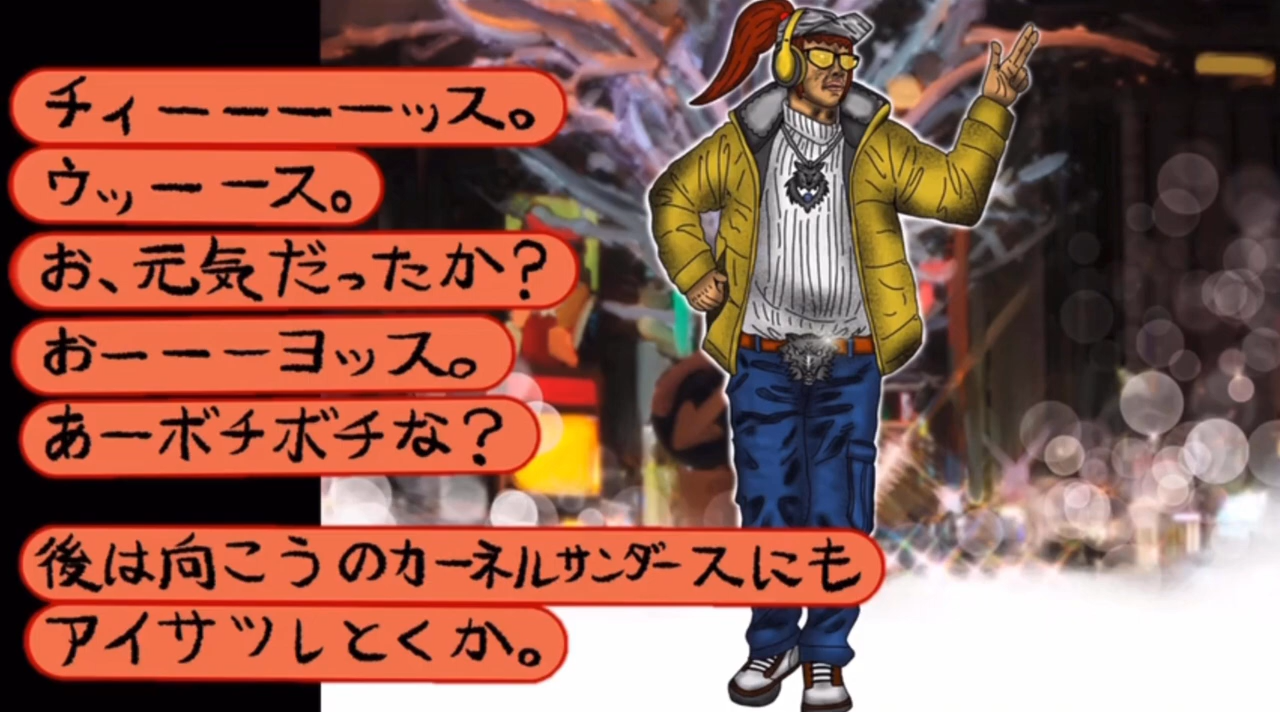 チィーーーーッス。
ウッーース。
お、元気だったか？
おーーーヨッス。
あーボチボチな？
後は向こうのカーネルサンダースにも
アイサツしとくか。